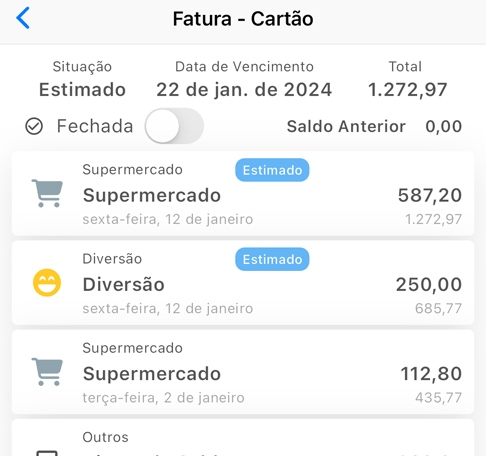 Fatura - Cartão
Situação Data de Vencimento Total
Estimado 22 de jan. de 2024 1.272,97
Fechada Saldo Anterior 0,00
Supermercado Estimado
Supermercado 587,20
sexta-feira, 12 de janeiro 1.272,97
Diversão Estimado
Diversão 250,00
sexta-feira, 12 de janeiro 685,77
Supermercado
Supermercado 112,80
terça-feira, 2 de janeiro 435,77
Outros